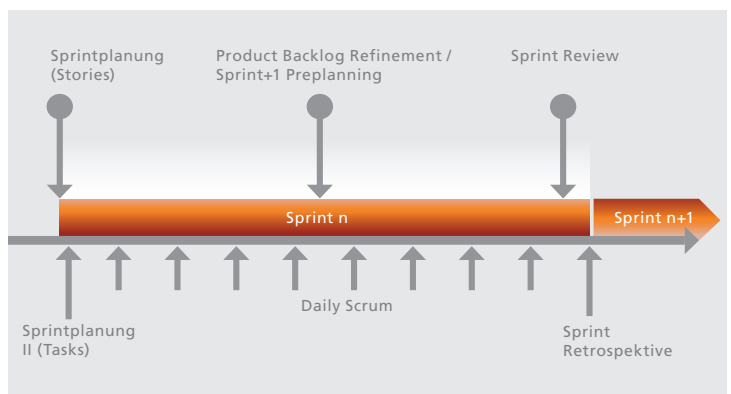 Sprintplanung
(Stories)
Product Backlog Refinement /
Sprint+1 Preplanning
Sprint Review
Sprint n
Sprint n+1
Daily Scrum
Sprintplanung
II (Tasks)
Sprint
Retrospektive